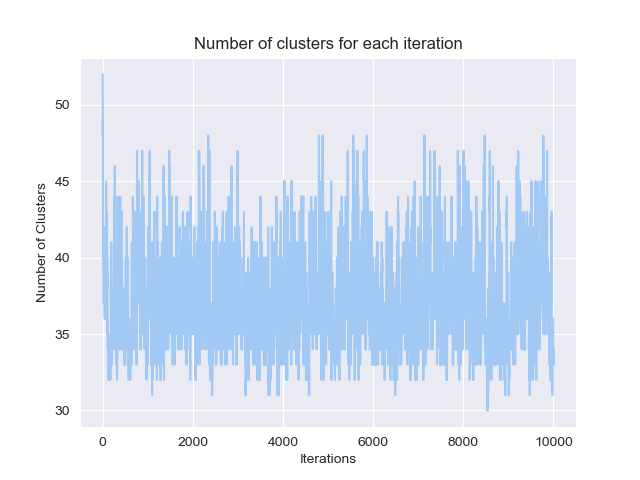 Number of clusters for each iteration
Number of Clusters
50
45
40
35
30
0 2000 4000 6000 8000 10000
Iterations